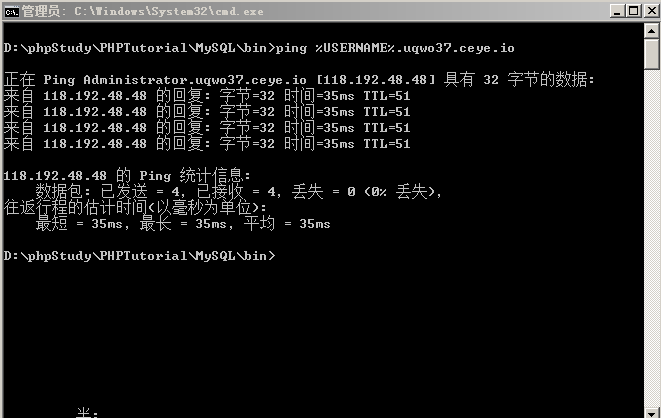 管理员: C:\Windows\System32\cmd.exe
D:\phpStudy\PHPTutorial\MySQL\bin>ping %USERNAME%.uqwo37.ceye.io
正在 Ping Administrator.uqwo37.ceye.io [118.192.48.48] 具有 32 字节的数据:
来自 118.192.48.48 的回复: 字节=32 时间=35ms TTL=51
来自 118.192.48.48 的回复: 字节=32 时间=35ms TTL=51
来自 118.192.48.48 的回复: 字节=32 时间=35ms TTL=51
来自 118.192.48.48 的回复: 字节=32 时间=35ms TTL=51
118.192.48.48 的 Ping 统计信息:
数据包: 已发送 = 4, 已接收 = 4, 丢失 = 0 (0% 丢失),
往返行程的估计时间(以毫秒为单位):
最短 = 35ms, 最长 = 35ms, 平均 = 35ms
D:\phpStudy\PHPTutorial\MySQL\bin>
半: